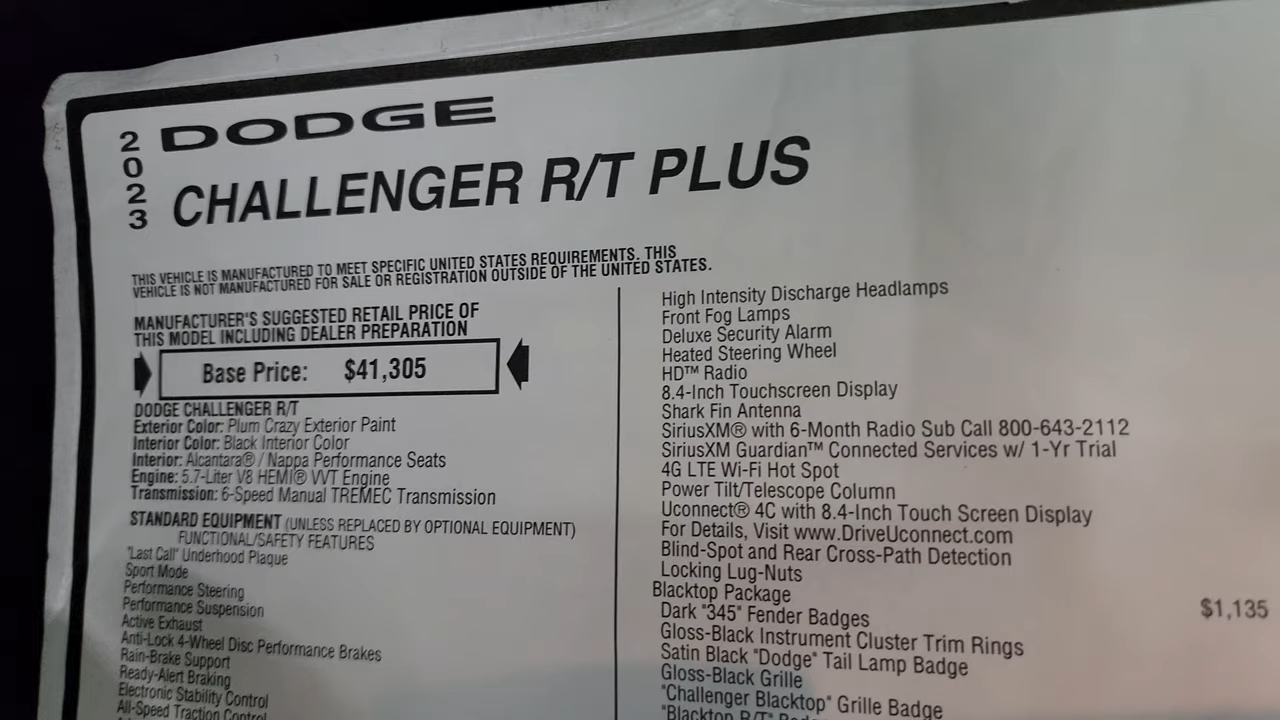 2023 DODGE
CHALLENGER R/T PLUS
THIS VEHICLE IS MANUFACTURED TO MEET SPECIFIC UNITED STATES REQUIREMENTS. THIS
VEHICLE IS NOT MANUFACTURED FOR SALE OR REGISTRATION OUTSIDE OF THE UNITED STATES.
MANUFACTURER'S SUGGESTED RETAIL PRICE OF
THIS MODEL INCLUDING DEALER PREPARATION
Base Price: $41,305
DODGE CHALLENGER R/T
Exterior Color: Plum Crazy Exterior Paint
Interior Color: Black Interior Color
Interior: Alcantara® / Nappa Performance Seats
Engine: 5.7-Liter V8 HEMI® VVT Engine
Transmission: 6-Speed Manual TREMEC Transmission
STANDARD EQUIPMENT (UNLESS REPLACED BY OPTIONAL EQUIPMENT)
FUNCTIONAL/SAFETY FEATURES
"Last Call" Underhood Plaque
Sport Mode
Performance Steering
Performance Suspension
Active Exhaust
Anti-Lock 4-Wheel Disc Performance Brakes
Rain-Brake Support
Ready-Alert Braking
Electronic Stability Control
All-Speed Traction Control
High Intensity Discharge Headlamps
Front Fog Lamps
Deluxe Security Alarm
Heated Steering Wheel
HD™ Radio
8.4-Inch Touchscreen Display
Shark Fin Antenna
SiriusXM® with 6-Month Radio Sub Call 800-643-2112
SiriusXM Guardian™ Connected Services w/ 1-Yr Trial
4G LTE Wi-Fi Hot Spot
Power Tilt/Telescope Column
Uconnect® 4C with 8.4-Inch Touch Screen Display
For Details, Visit www.DriveUconnect.com
Blind-Spot and Rear Cross-Path Detection
Locking Lug-Nuts
Blacktop Package $1,135
Dark "345" Fender Badges
Gloss-Black Instrument Cluster Trim Rings
Satin Black "Dodge" Tail Lamp Badge
Gloss-Black Grille
"Challenger Blacktop" Grille Badge
"Blacktop R/T"